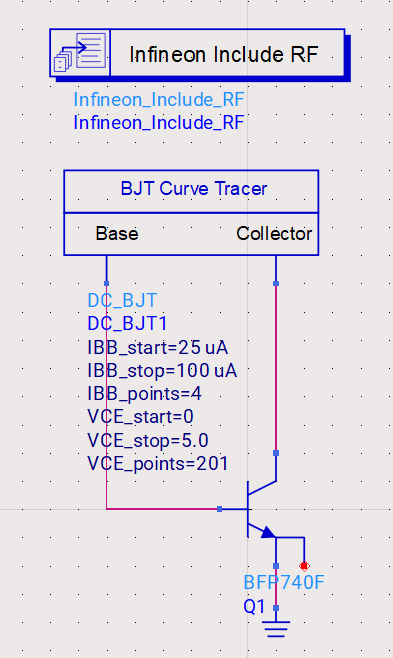 Infineon Include RF
Infineon_Include_RF
Infineon_Include_RF
BJT Curve Tracer
Base Collector
DC_BJT
DC_BJT1
IBB_start=25 uA
IBB_stop=100 uA
IBB_points=4
VCE_start=0
VCE_stop=5.0
VCE_points=201
BFP740F
Q1